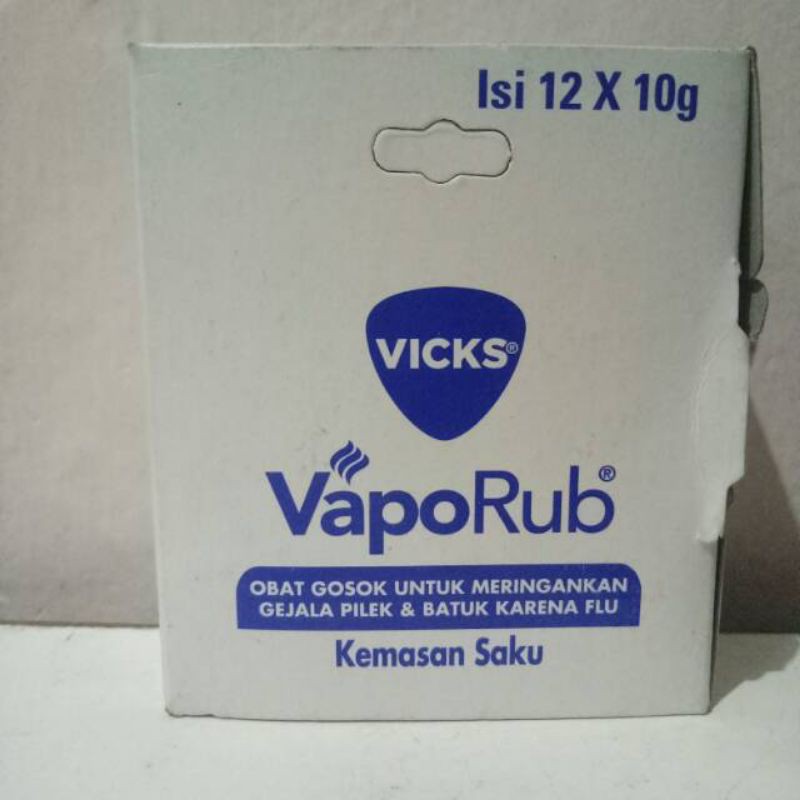 Isi 12 X 10g
VICKS®
VapoRub®
OBAT GOSOK UNTUK MERINGANKAN
GEJALA PILEK & BATUK KARENA FLU
Kemasan Saku